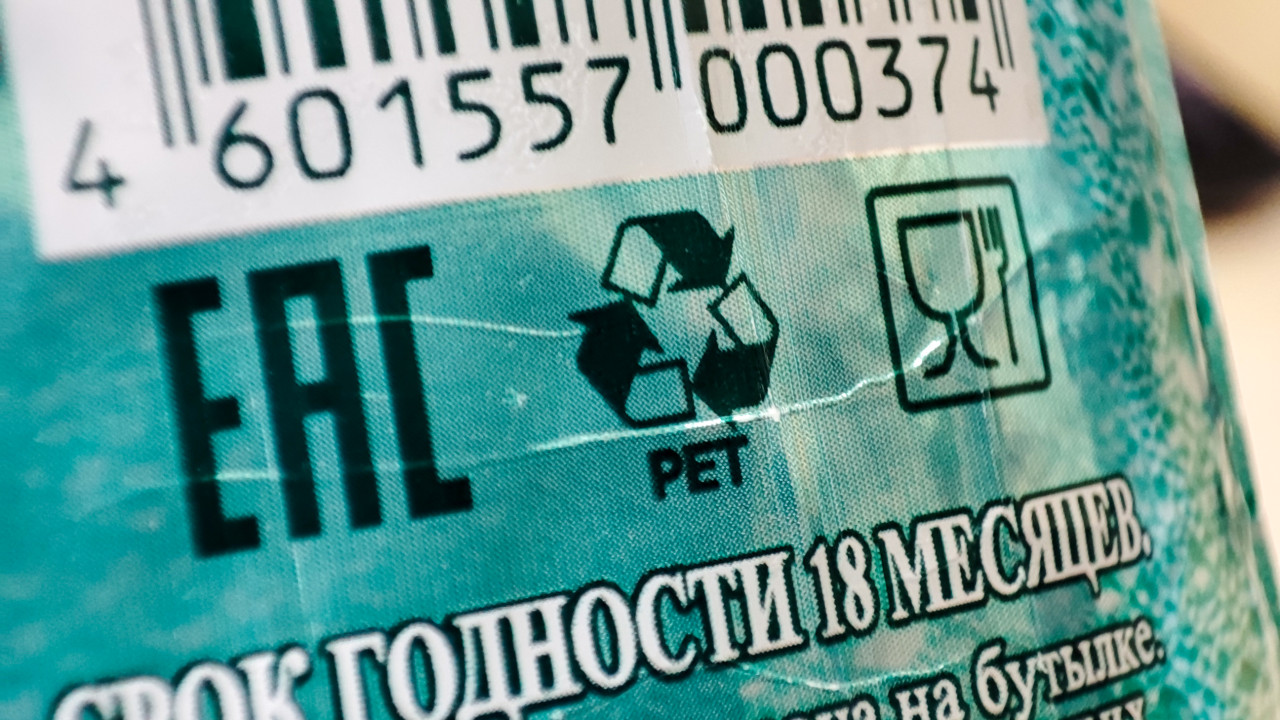 4 601557 000374
EAC
PET
СРОК ГОДНОСТИ 18 МЕСЯЦЕВ.
на бутылке.